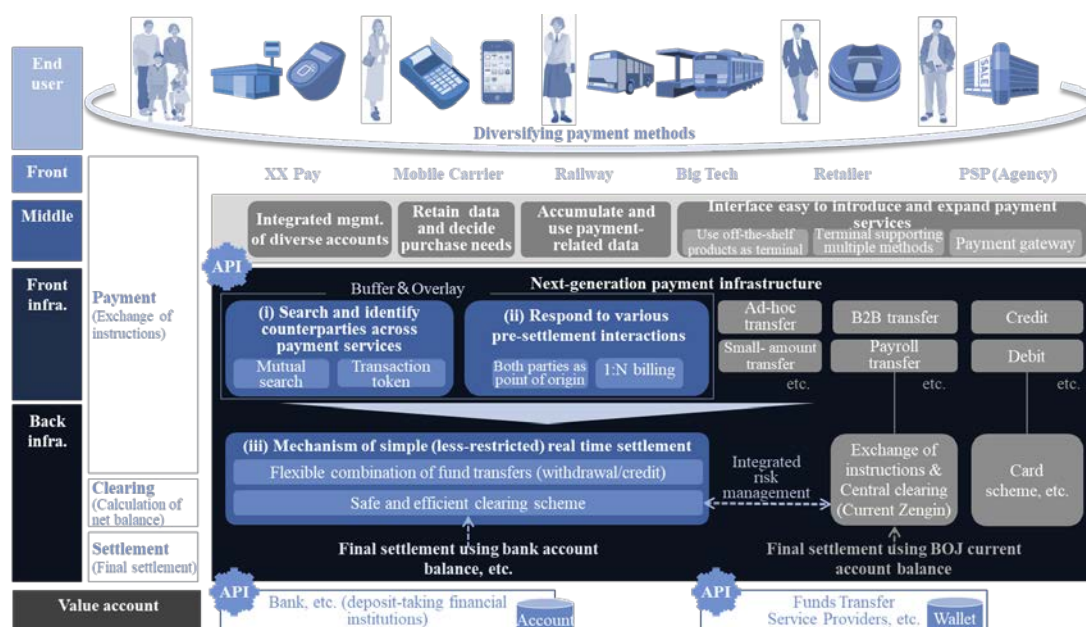 End
user
SALE
Diversifying payment methods
Front
XX Pay
Mobile Carrier
Railway
Big Tech
Retailer
PSP (Agency)
Middle
Integrated mgmt.
of diverse accounts
Retain data
and decide
purchase needs
Accumulate and
use payment-
related data
Interface easy to introduce and expand payment
services
Use off-the-shelf
products as terminal
Terminal supporting
multiple methods
Payment gateway
API
Front
infra.
Payment
(Exchange of
instructions)
Buffer & Overlay
Next-generation payment infrastructure
(i) Search and identify
counterparties across
payment services
Mutual
search
Transaction
token
(ii) Respond to various
pre-settlement interactions
Both parties as
point of origin
1:N billing
Ad-hoc
transfer
B2B transfer
Credit
Small- amount
transfer
Payroll
transfer
Debit
etc.
etc.
etc.
Back
infra.
(iii) Mechanism of simple (less-restricted) real time settlement
Flexible combination of fund transfers (withdrawal/credit)
Safe and efficient clearing scheme
Integrated
risk
management
Exchange of
instructions &
Central clearing
(Current Zengin)
Card
scheme, etc.
Clearing
(Calculation of
net balance)
Settlement
(Final settlement)
Final settlement using bank account
balance, etc.
Final settlement using BOJ current
account balance
Value account
API
Bank, etc. (deposit-taking financial
institutions)
Account
API
Funds Transfer
Service Providers, etc.
Wallet